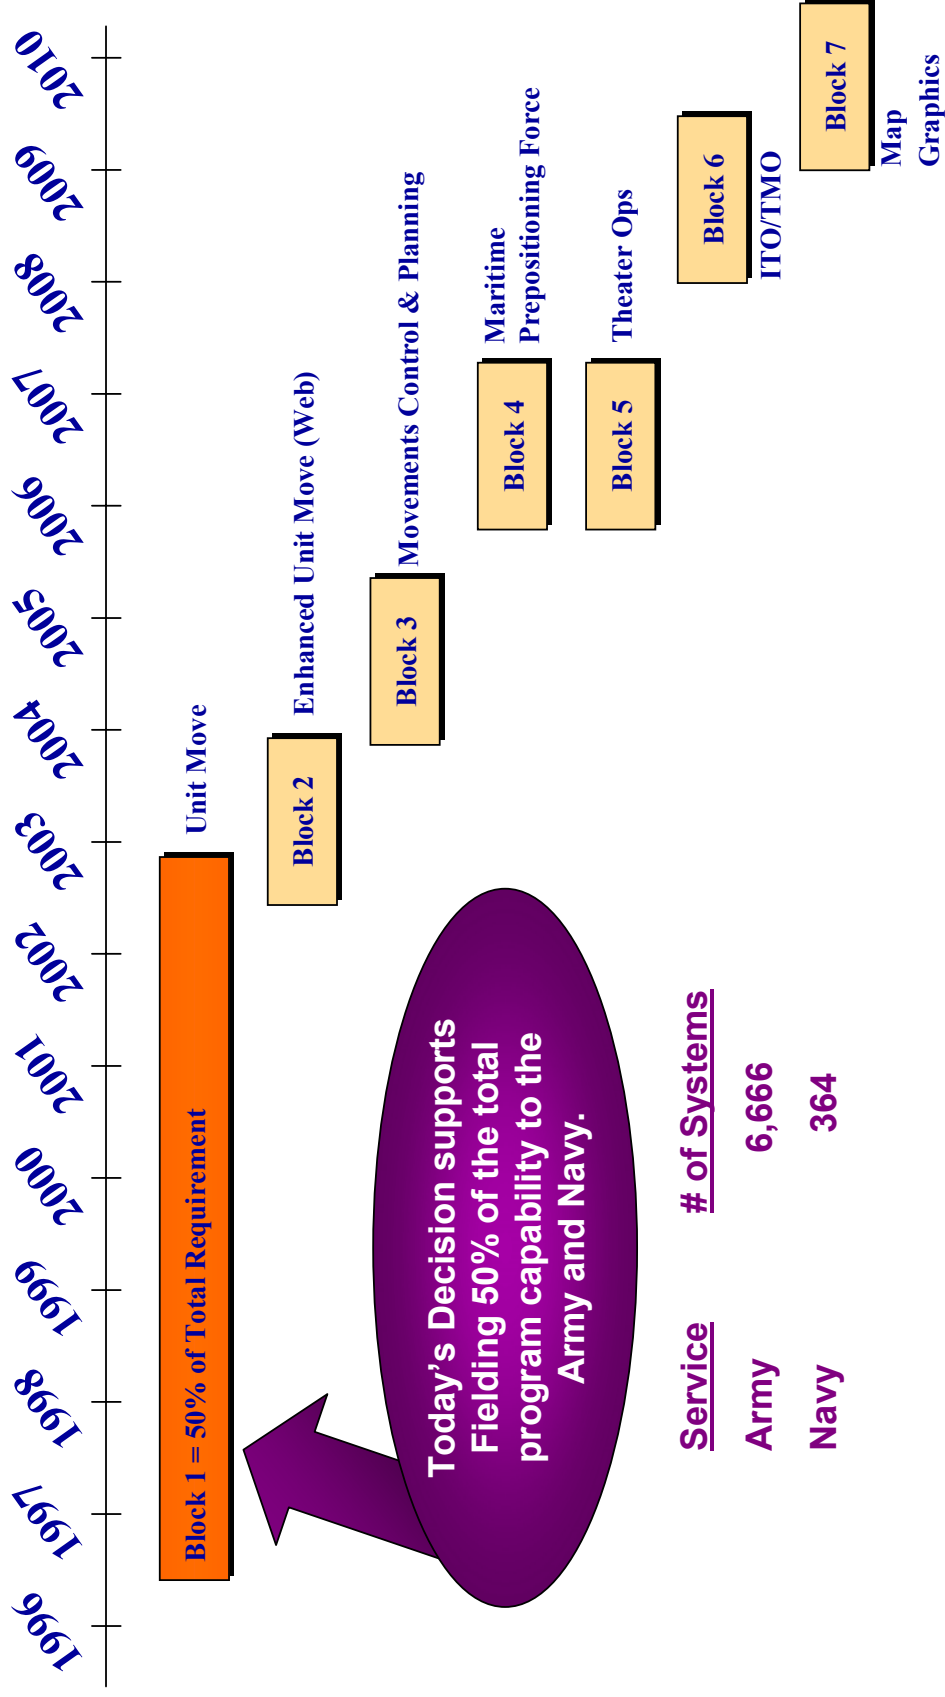 1996 1997 1998 1999 2000 2001 2002 2003 2004 2005 2006 2007 2008 2009 2010
Block 1 = 50% of Total Requirement
Unit Move
Block 2
Enhanced Unit Move (Web)
Block 3
Movements Control & Planning
Block 4
Maritime
Prepositioning Force
Block 5
Theater Ops
Block 6
ITO/TMO
Block 7
Map
Graphics
Today’s Decision supports
Fielding 50% of the total
program capability to the
Army and Navy.
Service # of Systems
Army 6,666
Navy 364